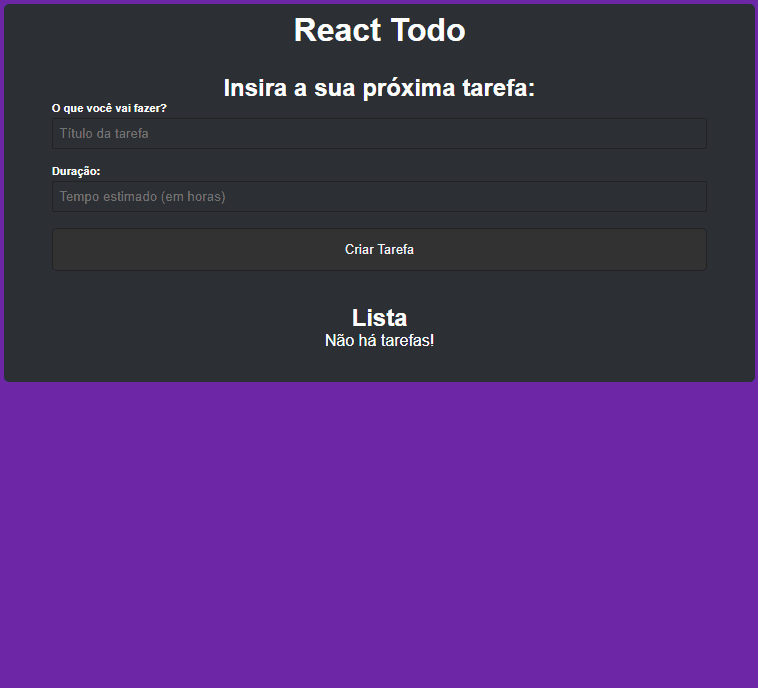 React Todo
Insira a sua próxima tarefa:
O que você vai fazer?
Título da tarefa
Duração:
Tempo estimado (em horas)
Criar Tarefa
Lista
Não há tarefas!